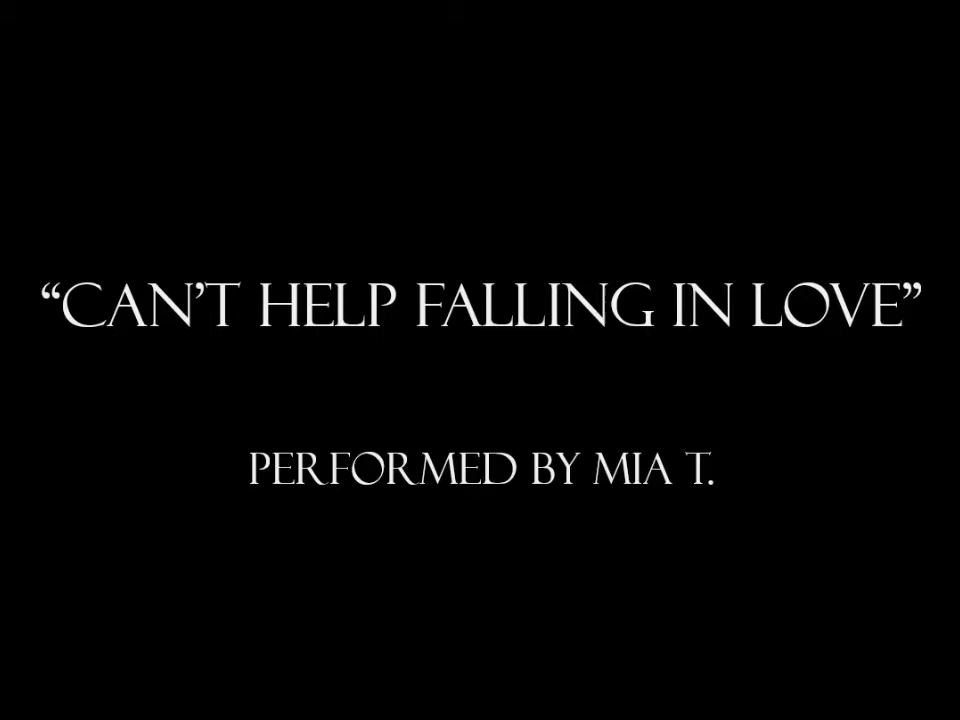 “CAN’T HELP FALLING IN LOVE”
PERFORMED BY MIA T.